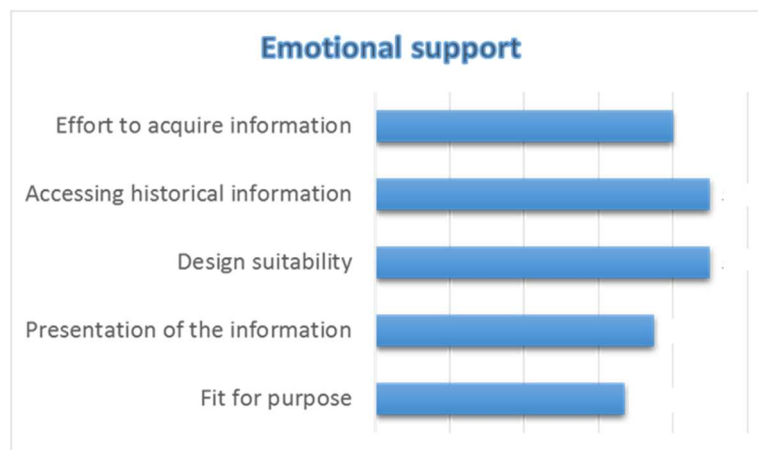 Emotional support
Effort to acquire information
Accessing historical information
Design suitability
Presentation of the information
Fit for purpose